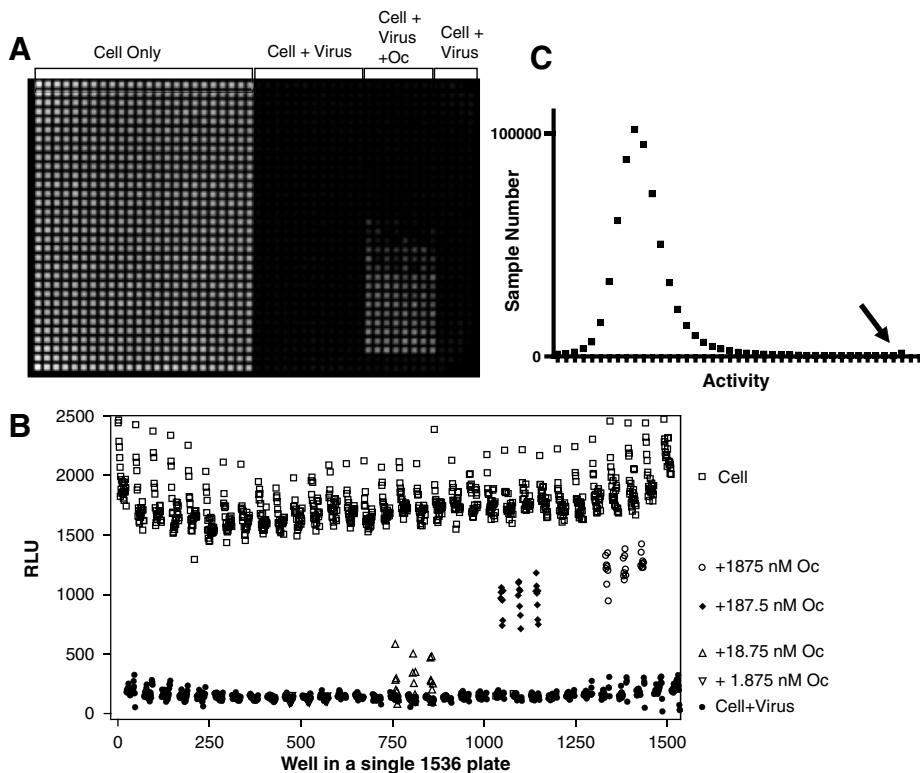 A
Cell Only
Cell + Virus
Cell +
Virus
+Oc
Cell +
Virus
C
100000
0
Sample Number
Activity
B
2500
2000
1500
1000
500
0
RLU
0
250
500
750
1000
1250
1500
Well in a single 1536 plate
Cell
+1875 nM Oc
+187.5 nM Oc
+18.75 nM Oc
+ 1.875 nM Oc
Cell+Virus